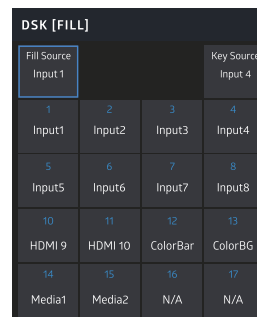 DSK [FILL]
Fill Source Key Source
Input 1 Input 4
1 2 3 4
Input1 Input2 Input3 Input4
5 6 7 8
Input5 Input6 Input7 Input8
10 11 12 13
HDMI 9 HDMI 10 ColorBar ColorBG
14 15 16 17
Media1 Media2 N/A N/A